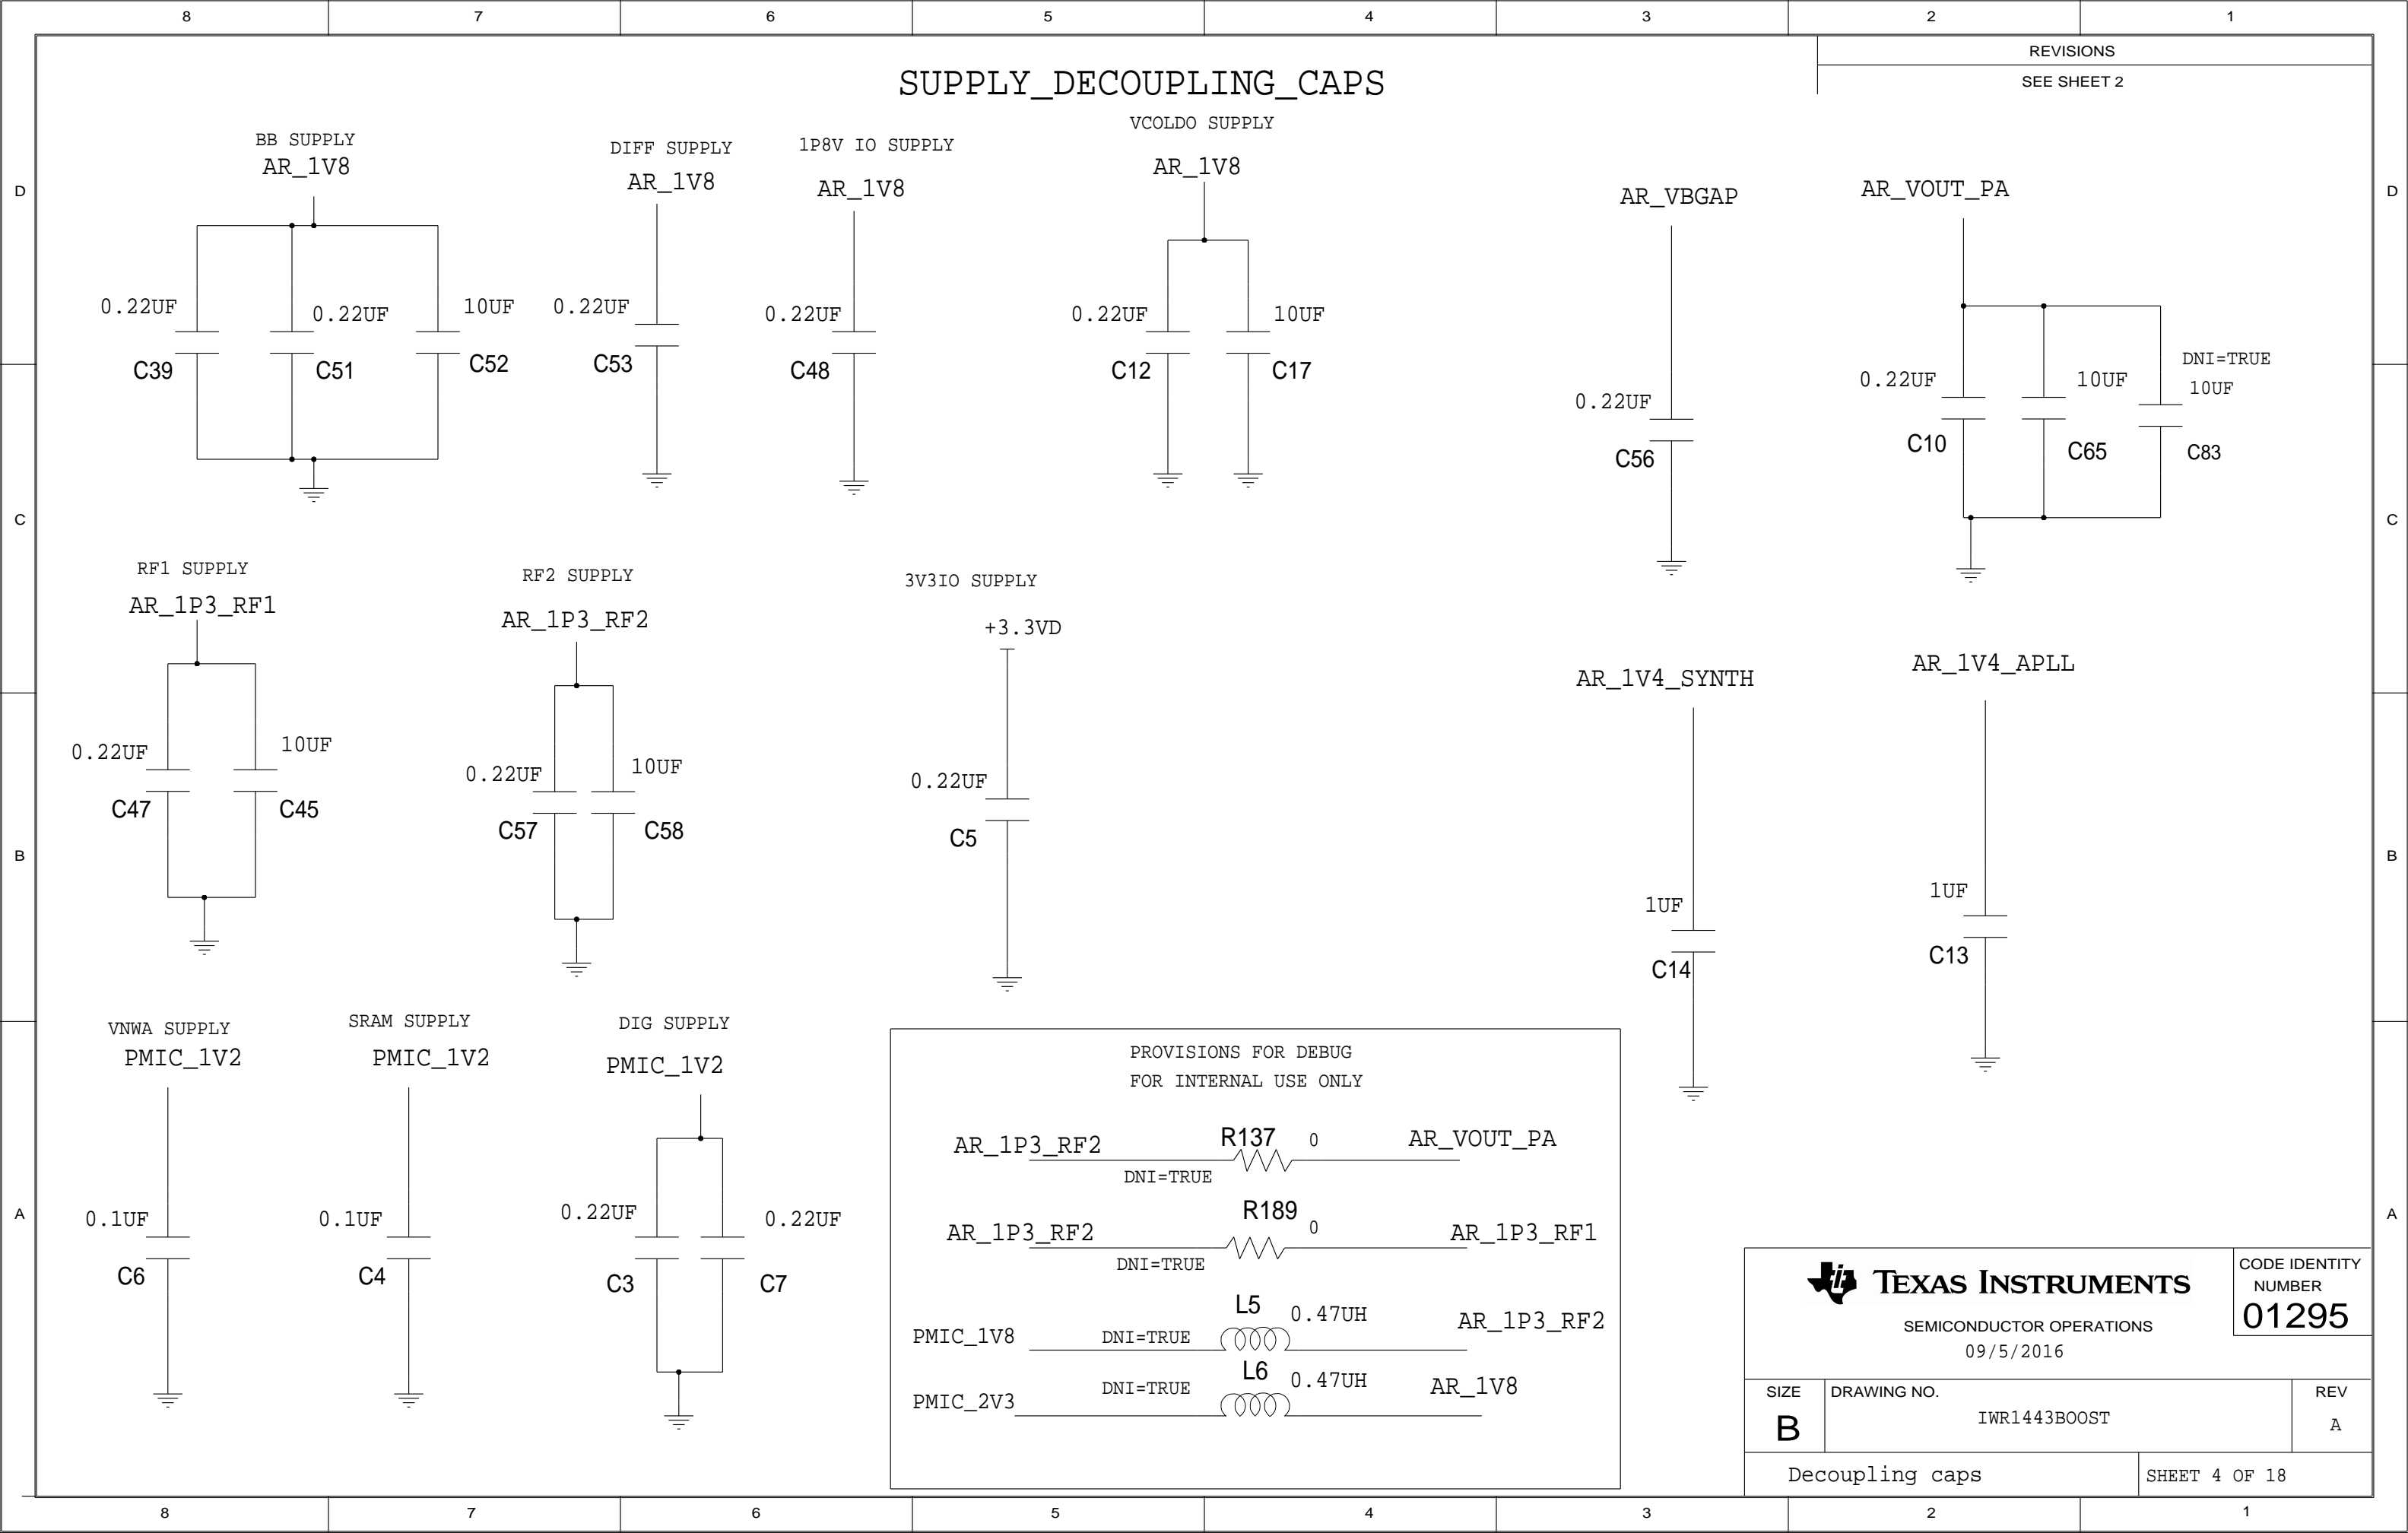 8 7 6 5 4 3 2 1
REVISIONS
SEE SHEET 2
SUPPLY_DECOUPLING_CAPS
D
D
BB SUPPLY
AR_1V8
0.22UF
C39
0.22UF
C51
10UF
C52
DIFF SUPPLY
AR_1V8
0.22UF
C53
1P8V IO SUPPLY
AR_1V8
0.22UF
C48
VCOLDO SUPPLY
AR_1V8
0.22UF
C12
10UF
C17
AR_VBGAP
0.22UF
C56
AR_VOUT_PA
0.22UF
C10
10UF
C65
DNI=TRUE
10UF
C83
C
C
RF1 SUPPLY
AR_1P3_RF1
0.22UF
C47
10UF
C45
RF2 SUPPLY
AR_1P3_RF2
0.22UF
C57
10UF
C58
3V3IO SUPPLY
+3.3VD
0.22UF
C5
AR_1V4_SYNTH
1UF
C14
AR_1V4_APLL
1UF
C13
B
B
VNWA SUPPLY
PMIC_1V2
0.1UF
C6
SRAM SUPPLY
PMIC_1V2
0.1UF
C4
DIG SUPPLY
PMIC_1V2
0.22UF
C3
0.22UF
C7
A
A
PROVISIONS FOR DEBUG
FOR INTERNAL USE ONLY
AR_1P3_RF2 R137 0 AR_VOUT_PA
DNI=TRUE
AR_1P3_RF2 R189 0 AR_1P3_RF1
DNI=TRUE
PMIC_1V8 DNI=TRUE L5 0.47UH AR_1P3_RF2
PMIC_2V3 DNI=TRUE L6 0.47UH AR_1V8
TEXAS INSTRUMENTS
SEMICONDUCTOR OPERATIONS
09/5/2016
CODE IDENTITY
NUMBER
01295
SIZE
B
DRAWING NO.
IWR1443BOOST
REV
A
Decoupling caps
SHEET 4 OF 18
8 7 6 5 4 3 2 1